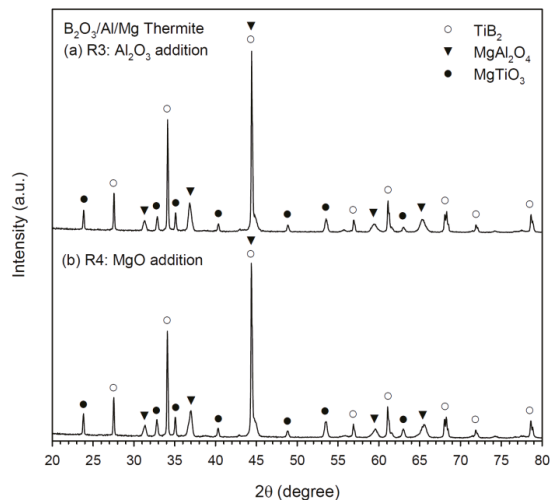 B₂O₃/Al/Mg Thermite
(a) R3: Al₂O₃ addition
TiB₂
MgAl₂O₄
MgTiO₃
(b) R4: MgO addition
Intensity (a.u.)
20 25 30 35 40 45 50 55 60 65 70 75 80
2θ (degree)